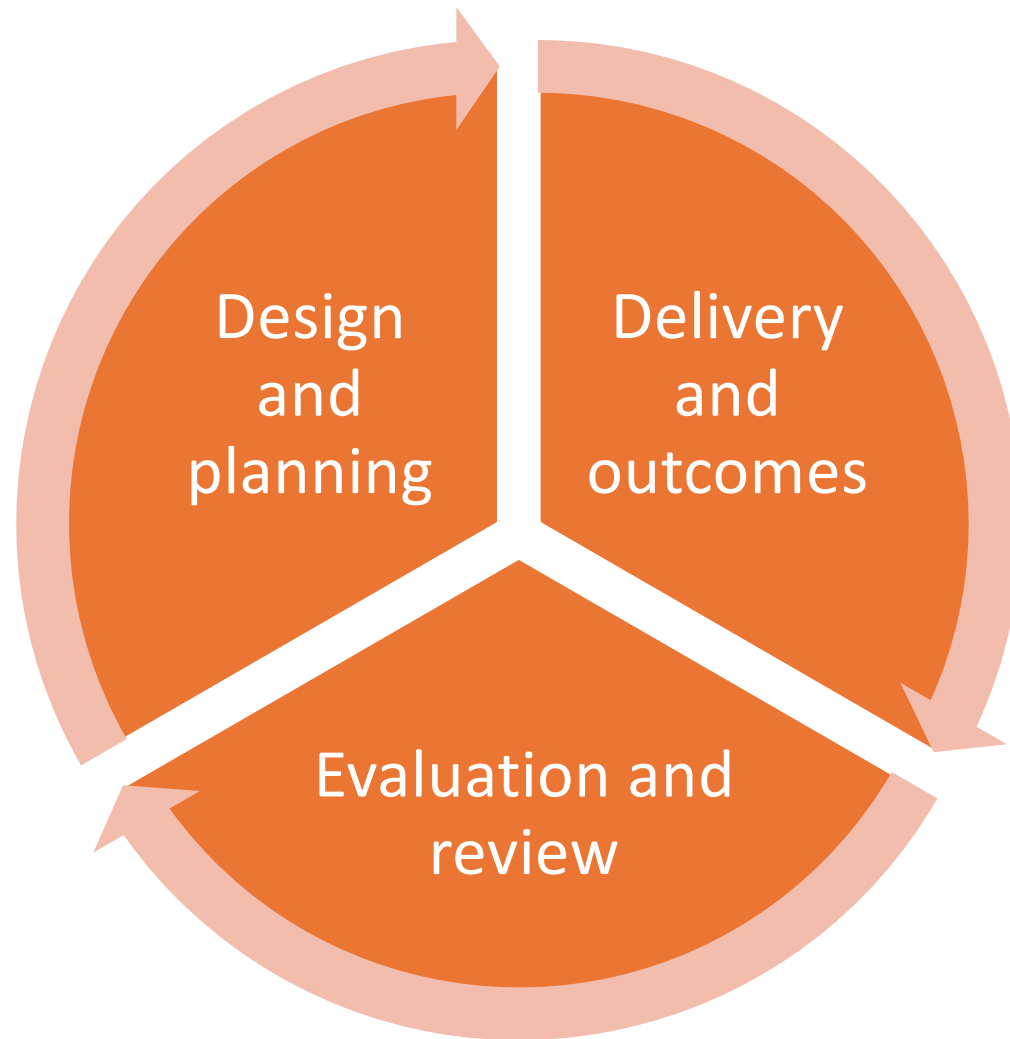 Design
and
planning
Delivery
and
outcomes
Evaluation and
review